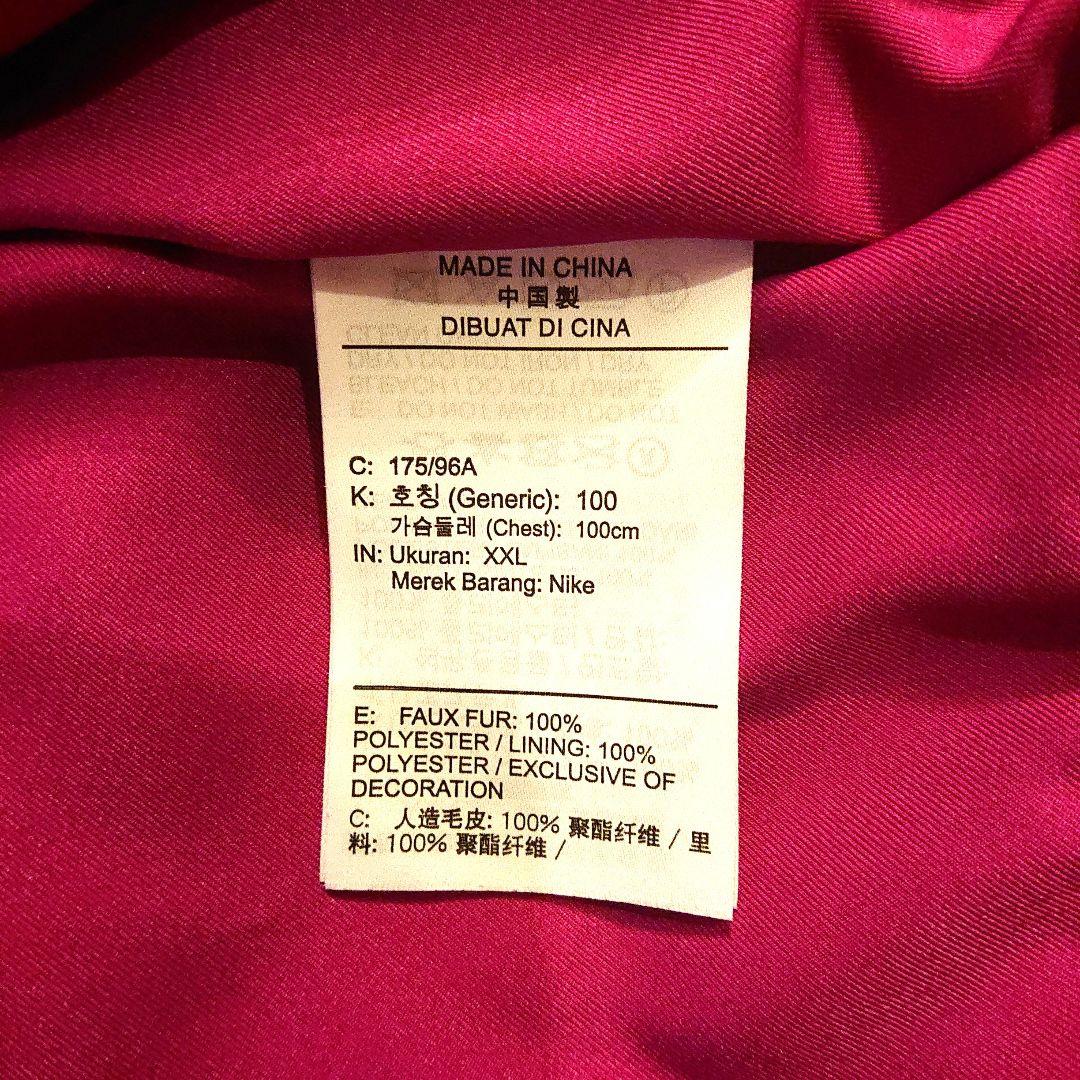 MADE IN CHINA
中国製
DIBUAT DI CINA
C: 175/96A
K: 호칭 (Generic): 100
가슴둘레 (Chest): 100cm
IN: Ukuran: XXL
Merek Barang: Nike
E: FAUX FUR: 100%
POLYESTER / LINING: 100%
POLYESTER / EXCLUSIVE OF
DECORATION
C: 人造毛皮: 100% 聚酯纤维 / 里
料: 100% 聚酯纤维 /